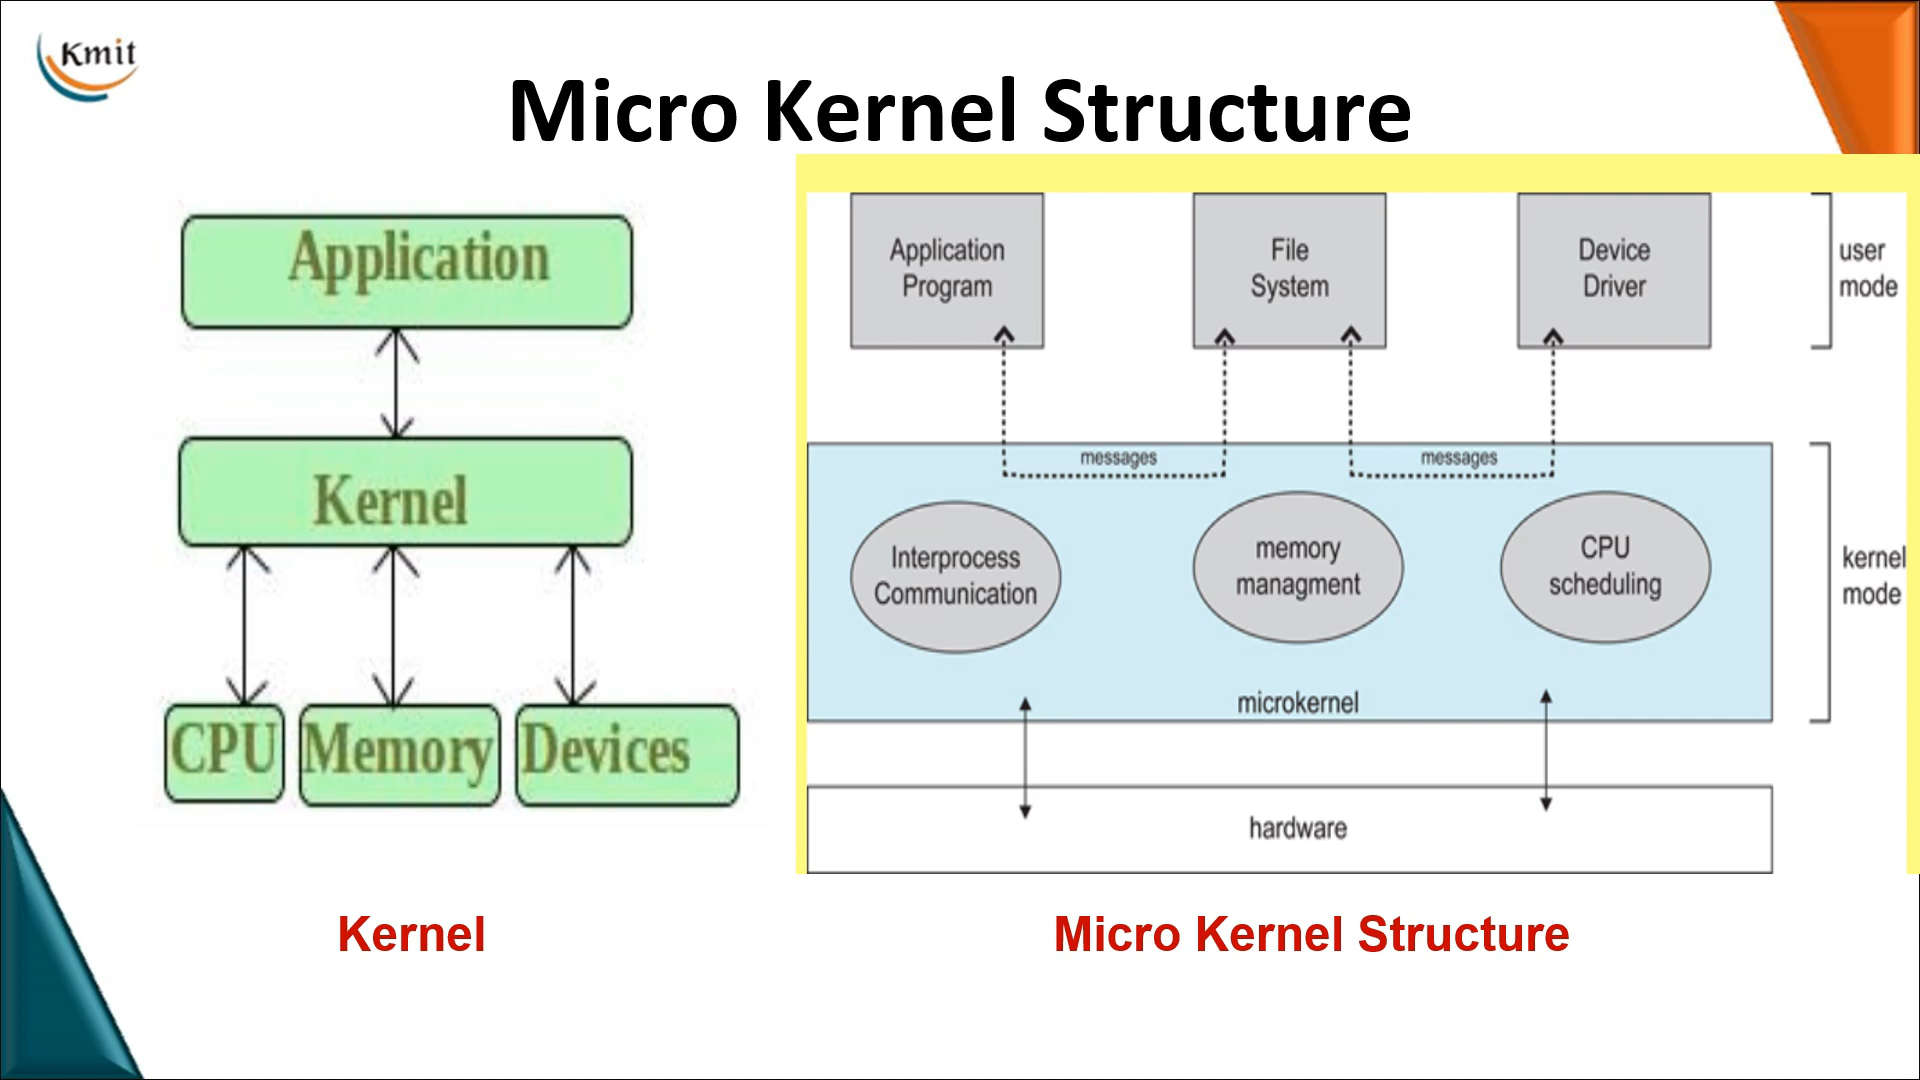 Kmit
Micro Kernel Structure
Application
Kernel
CPU
Memory
Devices
Kernel
Application
Program
File
System
Device
Driver
user
mode
messages
messages
Interprocess
Communication
memory
managment
CPU
scheduling
kernel
mode
microkernel
hardware
Micro Kernel Structure